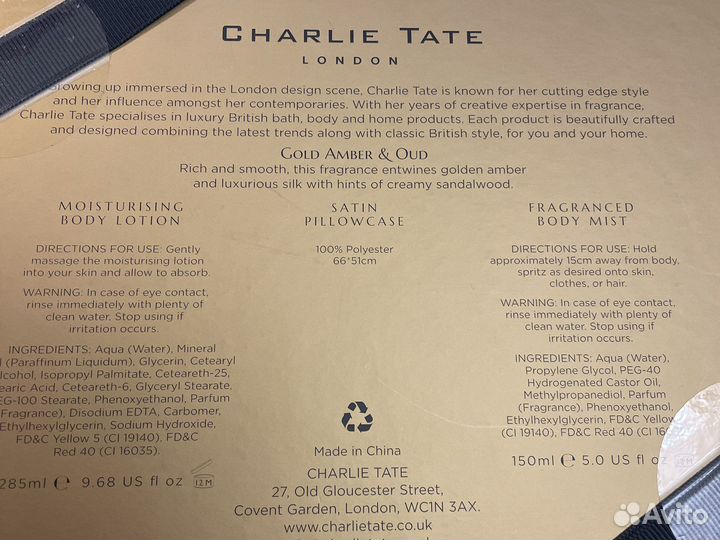 CHARLIE TATE
LONDON
rowing up immersed in the London design scene, Charlie Tate is known for her cutting edge style
and her influence amongst her contemporaries. With her years of creative expertise in fragrance,
Charlie Tate specialises in luxury British bath, body and home products. Each product is beautifully crafted
and designed combining the latest trends along with classic British style, for you and your home.
GOLD AMBER & OUD
Rich and smooth, this fragrance entwines golden amber
and luxurious silk with hints of creamy sandalwood.
MOISTURISING
BODY LOTION
DIRECTIONS FOR USE: Gently
massage the moisturising lotion
into your skin and allow to absorb.
WARNING: In case of eye contact,
rinse immediately with plenty of
clean water. Stop using if
irritation occurs.
INGREDIENTS: Aqua (Water), Mineral
l (Paraffinum Liquidum), Glycerin, Cetearyl
lcohol, Isopropyl Palmitate, Ceteareth-25,
earic Acid, Ceteareth-6, Glyceryl Stearate,
EG-100 Stearate, Phenoxyethanol, Parfum
(Fragrance), Disodium EDTA, Carbomer,
Ethylhexylglycerin, Sodium Hydroxide,
FD&C Yellow 5 (CI 19140), FD&C
Red 40 (CI 16035).
285ml e 9.68 US fl oz 12M
SATIN
PILLOWCASE
100% Polyester
66*51cm
Made in China
CHARLIE TATE
27, Old Gloucester Street,
Covent Garden, London, WC1N 3AX.
www.charlietate.co.uk
FRAGRANCED
BODY MIST
DIRECTIONS FOR USE: Hold
approximately 15cm away from body,
spritz as desired onto skin,
clothes, or hair.
WARNING: In case of eye contact,
rinse immediately with plenty of
clean water. Stop using if
irritation occurs.
INGREDIENTS: Aqua (Water),
Propylene Glycol, PEG-40
Hydrogenated Castor Oil,
Methylpropanediol, Parfum
(Fragrance), Phenoxyethanol,
Ethylhexylglycerin, FD&C Yellow
(CI 19140), FD&C Red 40 (CI 16
150ml e 5.0 US fl oz
Avito